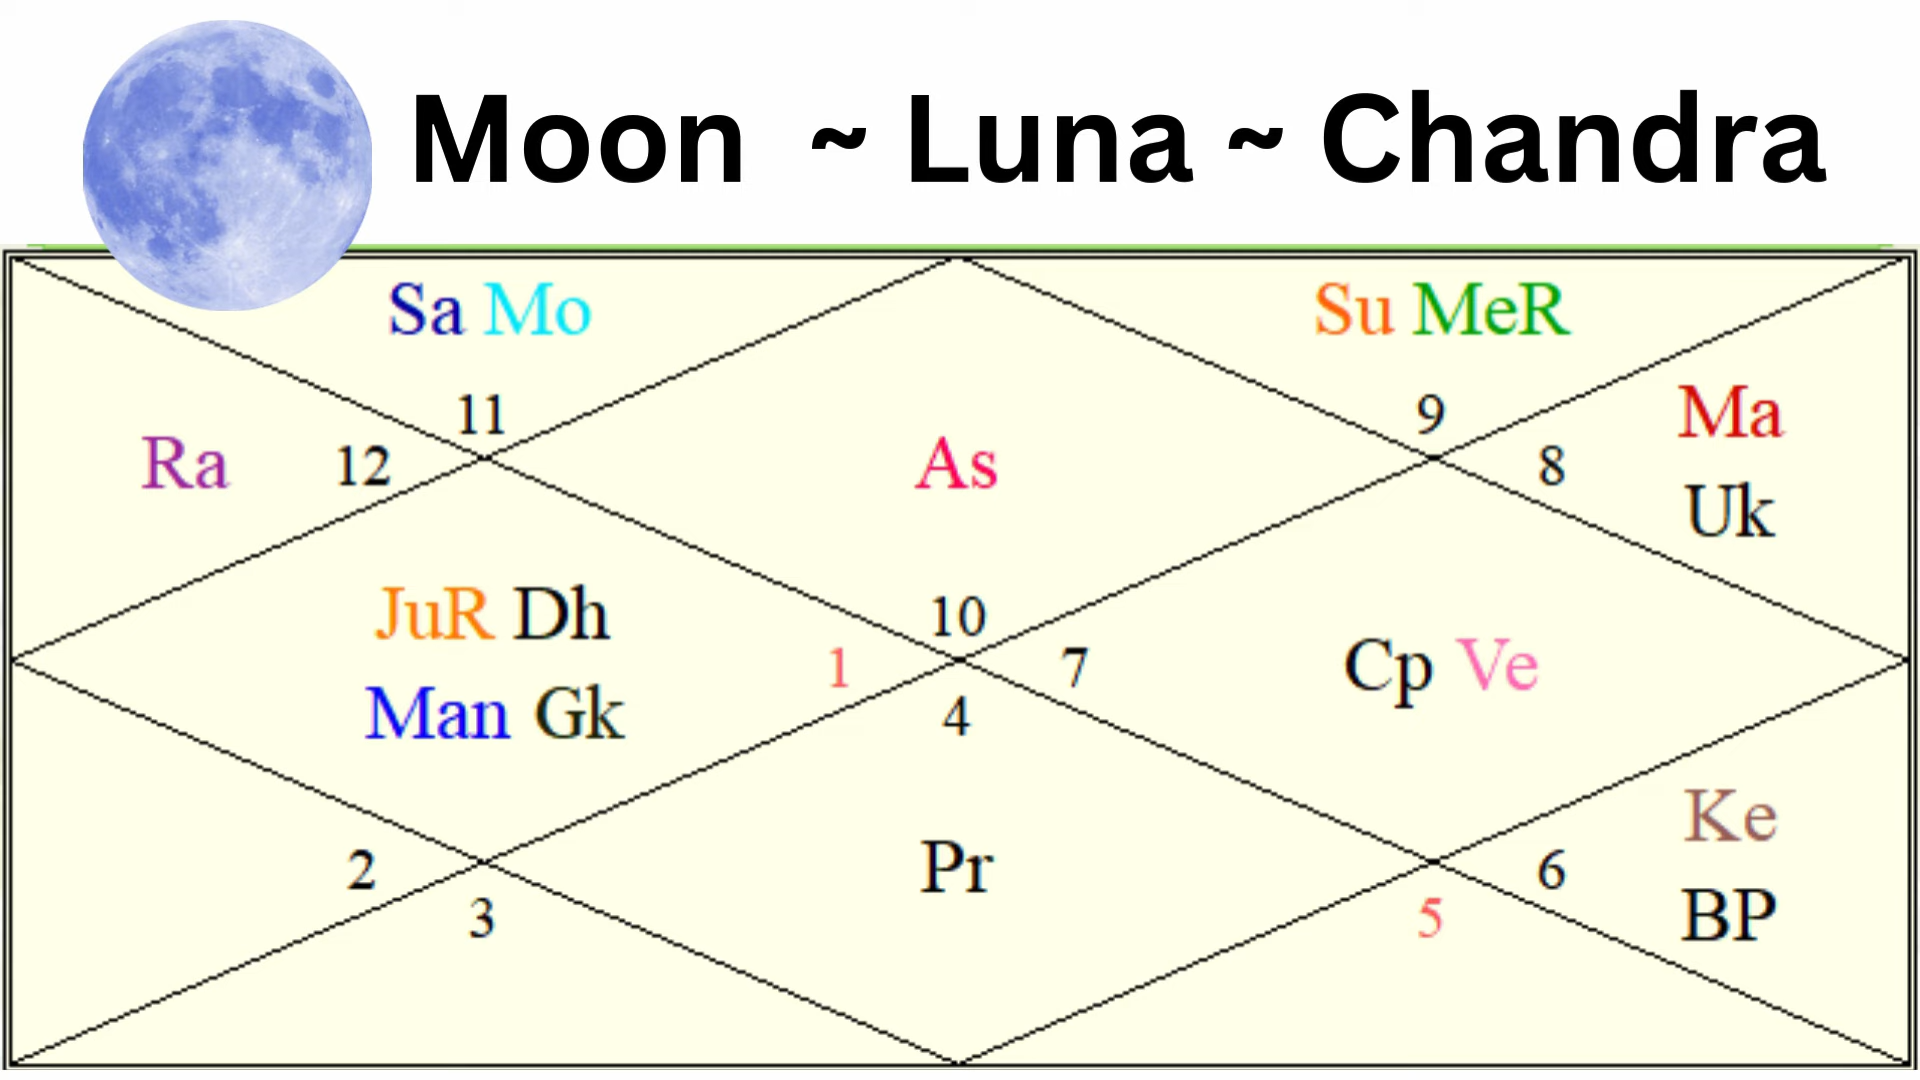 Moon ~ Luna ~ Chandra
Sa Mo
Su MeR
11
9
Ma
Ra 12
As
8
Uk
JuR Dh
10
1
7
Cp Ve
Man Gk
4
Ke
Pr
2
6
3
5
BP